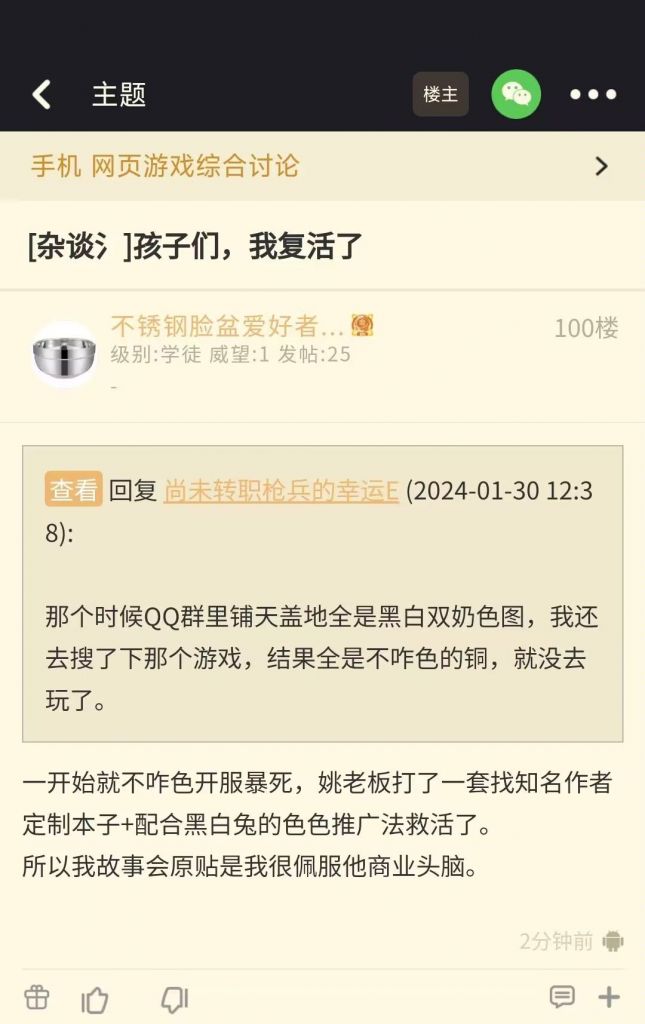 主题
楼主
手机 网页游戏综合讨论
[杂谈氵]孩子们，我复活了
不锈钢脸盆爱好者...
100楼
级别:学徒 威望:1 发帖:25
-
查看 回复 尚未转职枪兵的幸运E (2024-01-30 12:3
8):
那个时候QQ群里铺天盖地全是黑白双奶色图，我还
去搜了下那个游戏，结果全是不咋色的铜，就没去
玩了。
一开始就不咋色开服暴死，姚老板打了一套找知名作者
定制本子+配合黑白兔的色色推广法救活了。
所以我故事会原贴是我很佩服他商业头脑。
2分钟前